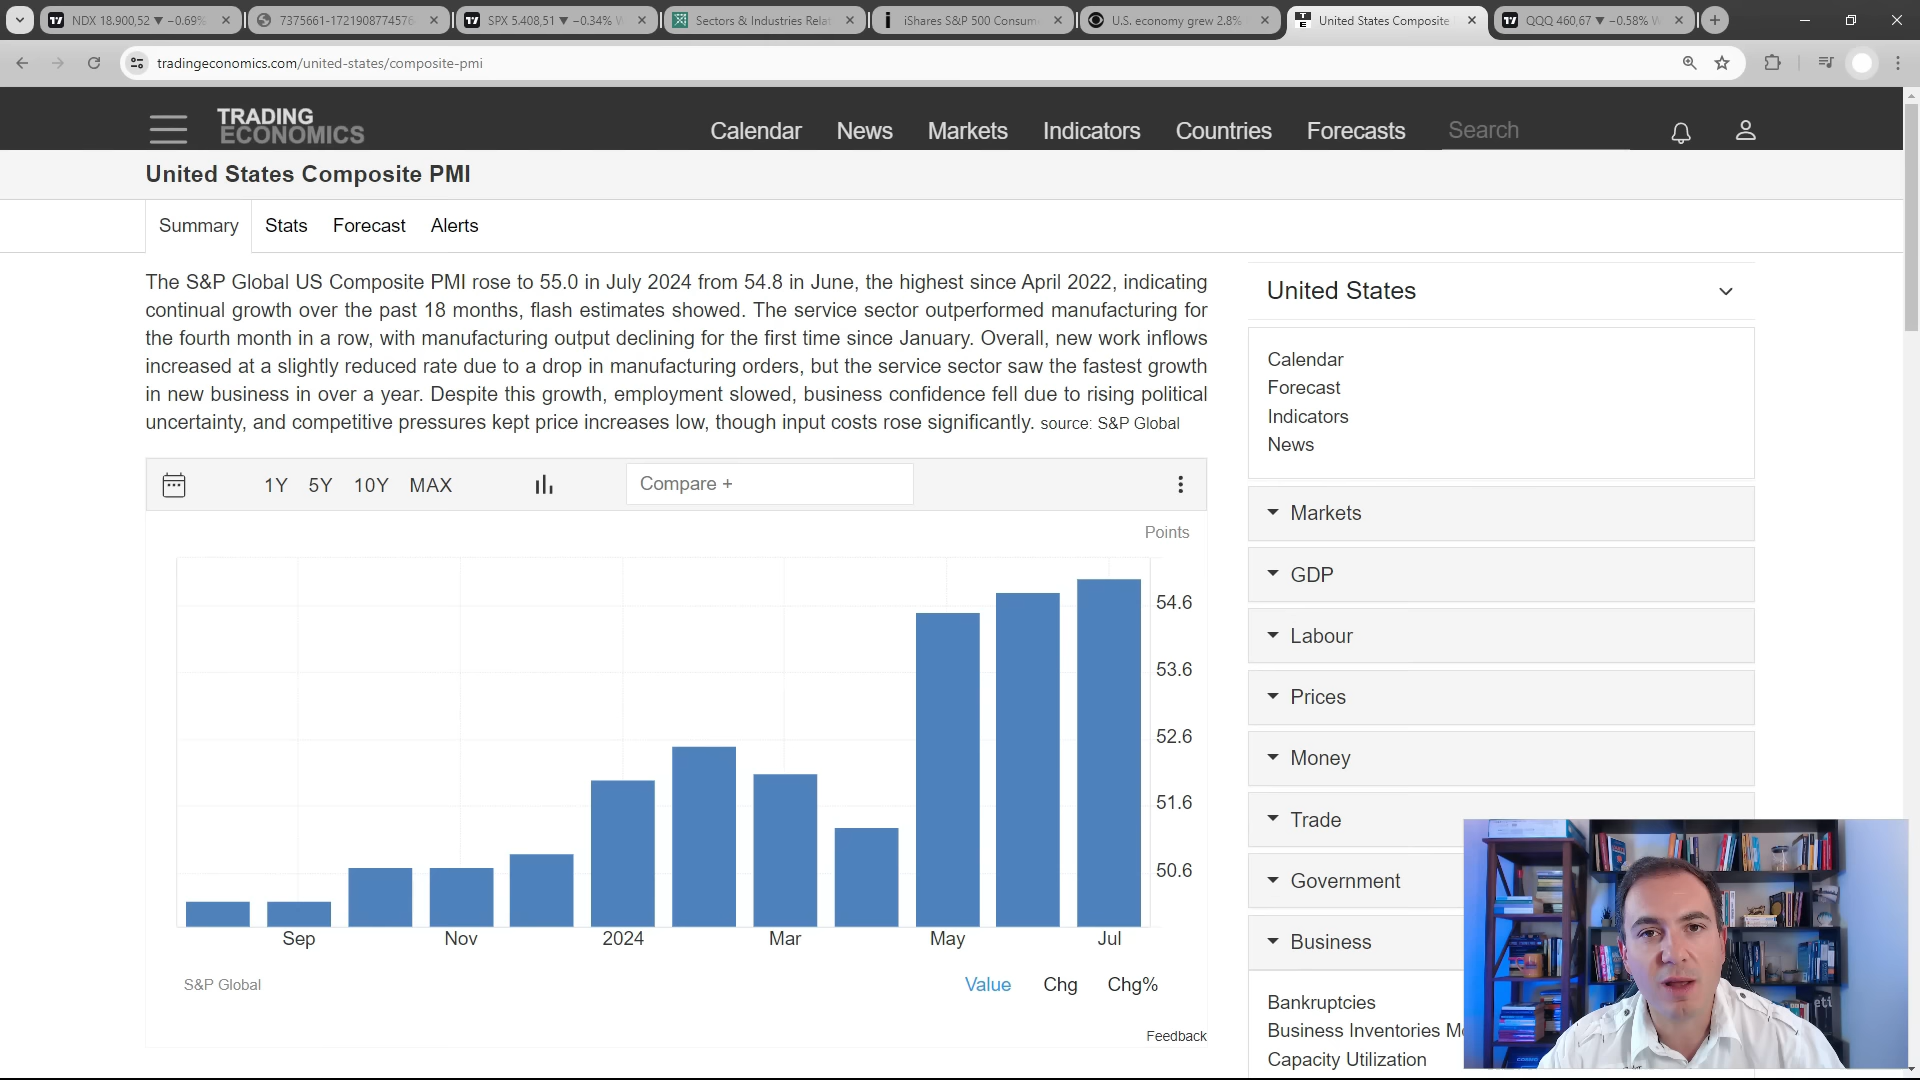 NDX 18.900,52 ▼ −0.69%
7375661-1721908774576
SPX 5.408,51 ▼ −0.34%
Sectors & Industries Relat
iShares S&P 500 Consum
U.S. economy grew 2.8%
United States Composite
QQQ 460,67 ▼ −0.58%
tradingeconomics.com/united-states/composite-pmi
TRADING
ECONOMICS
Calendar News Markets Indicators Countries Forecasts Search
United States Composite PMI
Summary Stats Forecast Alerts
The S&P Global US Composite PMI rose to 55.0 in July 2024 from 54.8 in June, the highest since April 2022, indicating
continual growth over the past 18 months, flash estimates showed. The service sector outperformed manufacturing for
the fourth month in a row, with manufacturing output declining for the first time since January. Overall, new work inflows
increased at a slightly reduced rate due to a drop in manufacturing orders, but the service sector saw the fastest growth
in new business in over a year. Despite this growth, employment slowed, business confidence fell due to rising political
uncertainty, and competitive pressures kept price increases low, though input costs rose significantly. source: S&P Global
1Y 5Y 10Y MAX Compare +
Points
54.6
53.6
52.6
51.6
50.6
Sep Nov 2024 Mar May Jul
S&P Global
Value Chg Chg%
Feedback
United States
Calendar
Forecast
Indicators
News
Markets
GDP
Labour
Prices
Money
Trade
Government
Business
Bankruptcies
Business Inventories Mo
Capacity Utilization